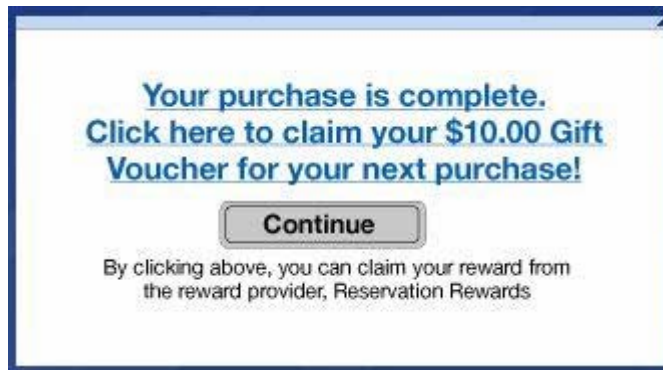 Your purchase is complete.
Click here to claim your $10.00 Gift
Voucher for your next purchase!
Continue
By clicking above, you can claim your reward from
the reward provider, Reservation Rewards